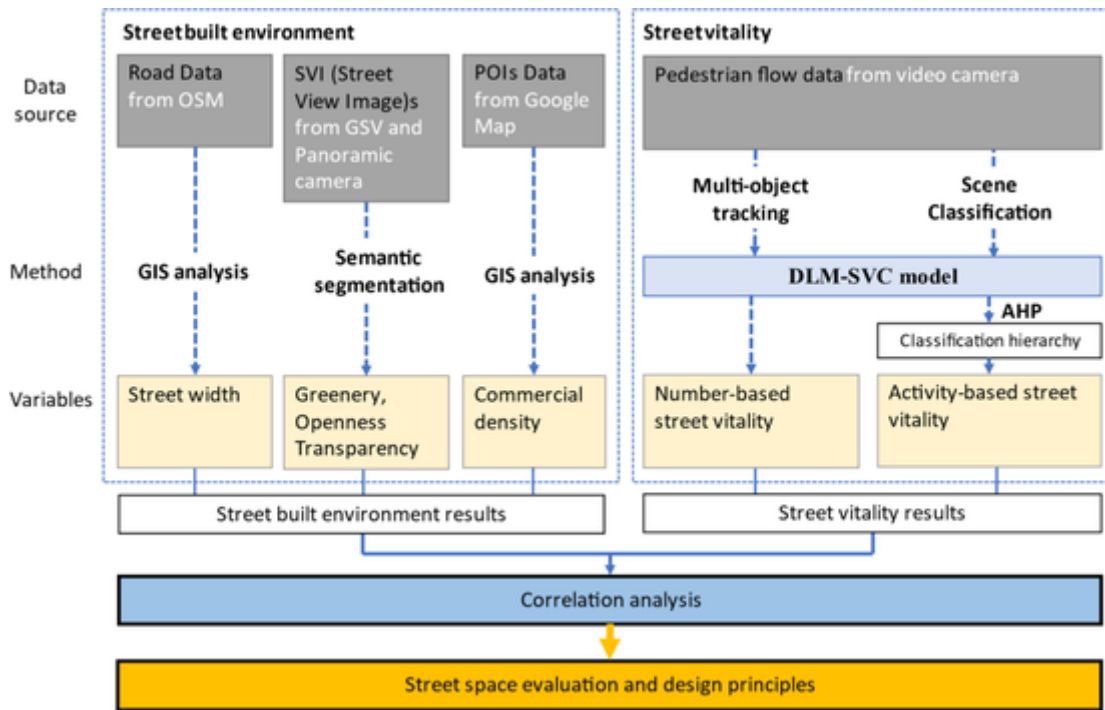 Street built environment
Street vitality
Data
source
Road Data
from OSM
SVI (Street
View Image)s
from GSV and
Panoramic
camera
POIs Data
from Google
Map
Pedestrian flow data from video camera
Multi-object
tracking
Scene
Classification
Method
GIS analysis
Semantic
segmentation
GIS analysis
DLM-SVC model
AHP
Classification hierarchy
Variables
Street width
Greenery,
Openness
Transparency
Commercial
density
Number-based
street vitality
Activity-based street
vitality
Street built environment results
Street vitality results
Correlation analysis
Street space evaluation and design principles